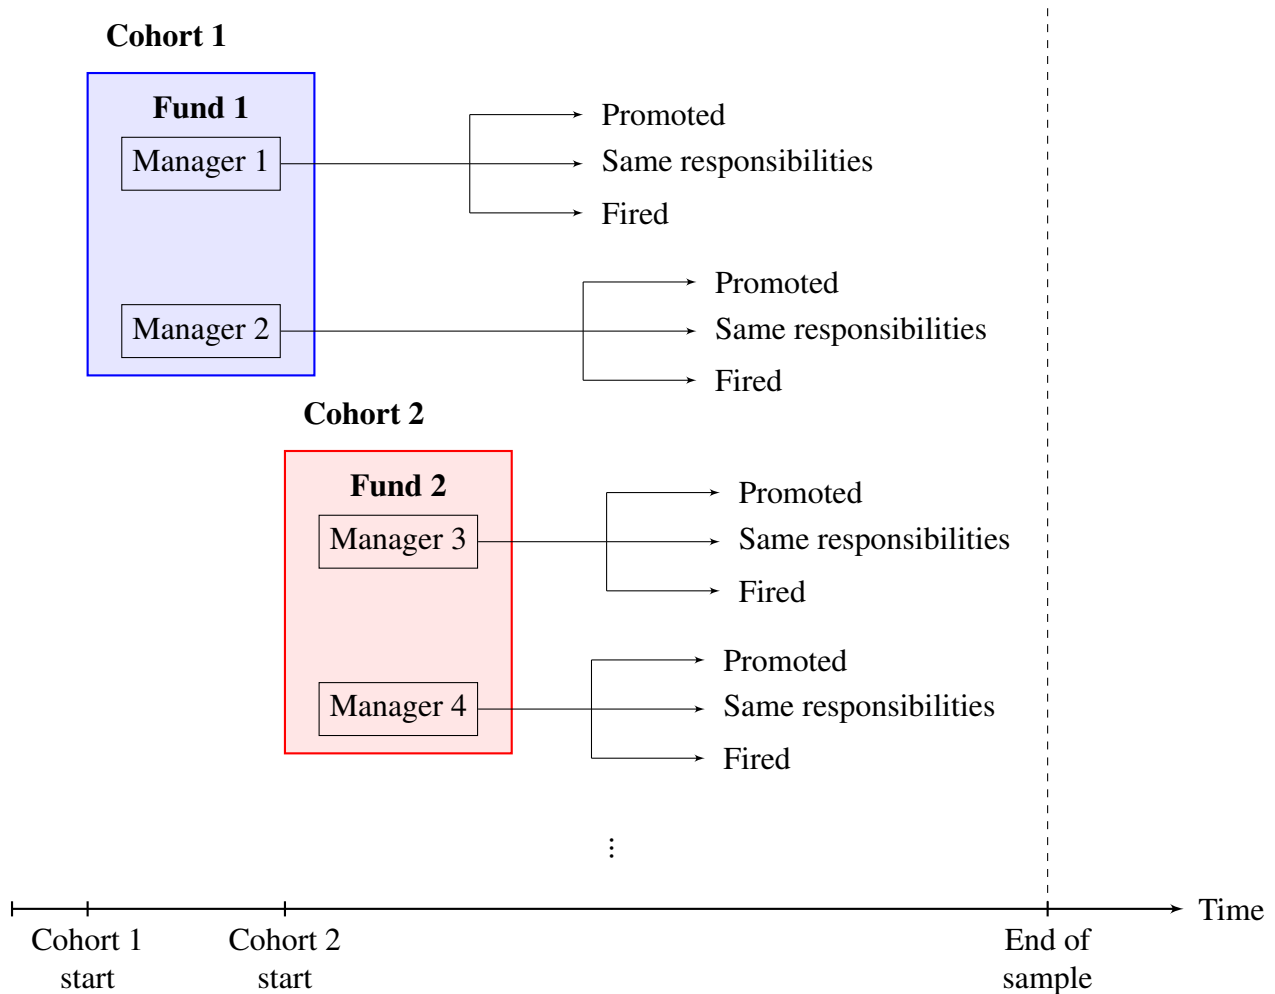 Cohort 1
Fund 1
Manager 1
Promoted
Same responsibilities
Fired
Manager 2
Promoted
Same responsibilities
Fired
Cohort 2
Fund 2
Manager 3
Promoted
Same responsibilities
Fired
Manager 4
Promoted
Same responsibilities
Fired
⋮
Time
Cohort 1
start
Cohort 2
start
End of
sample